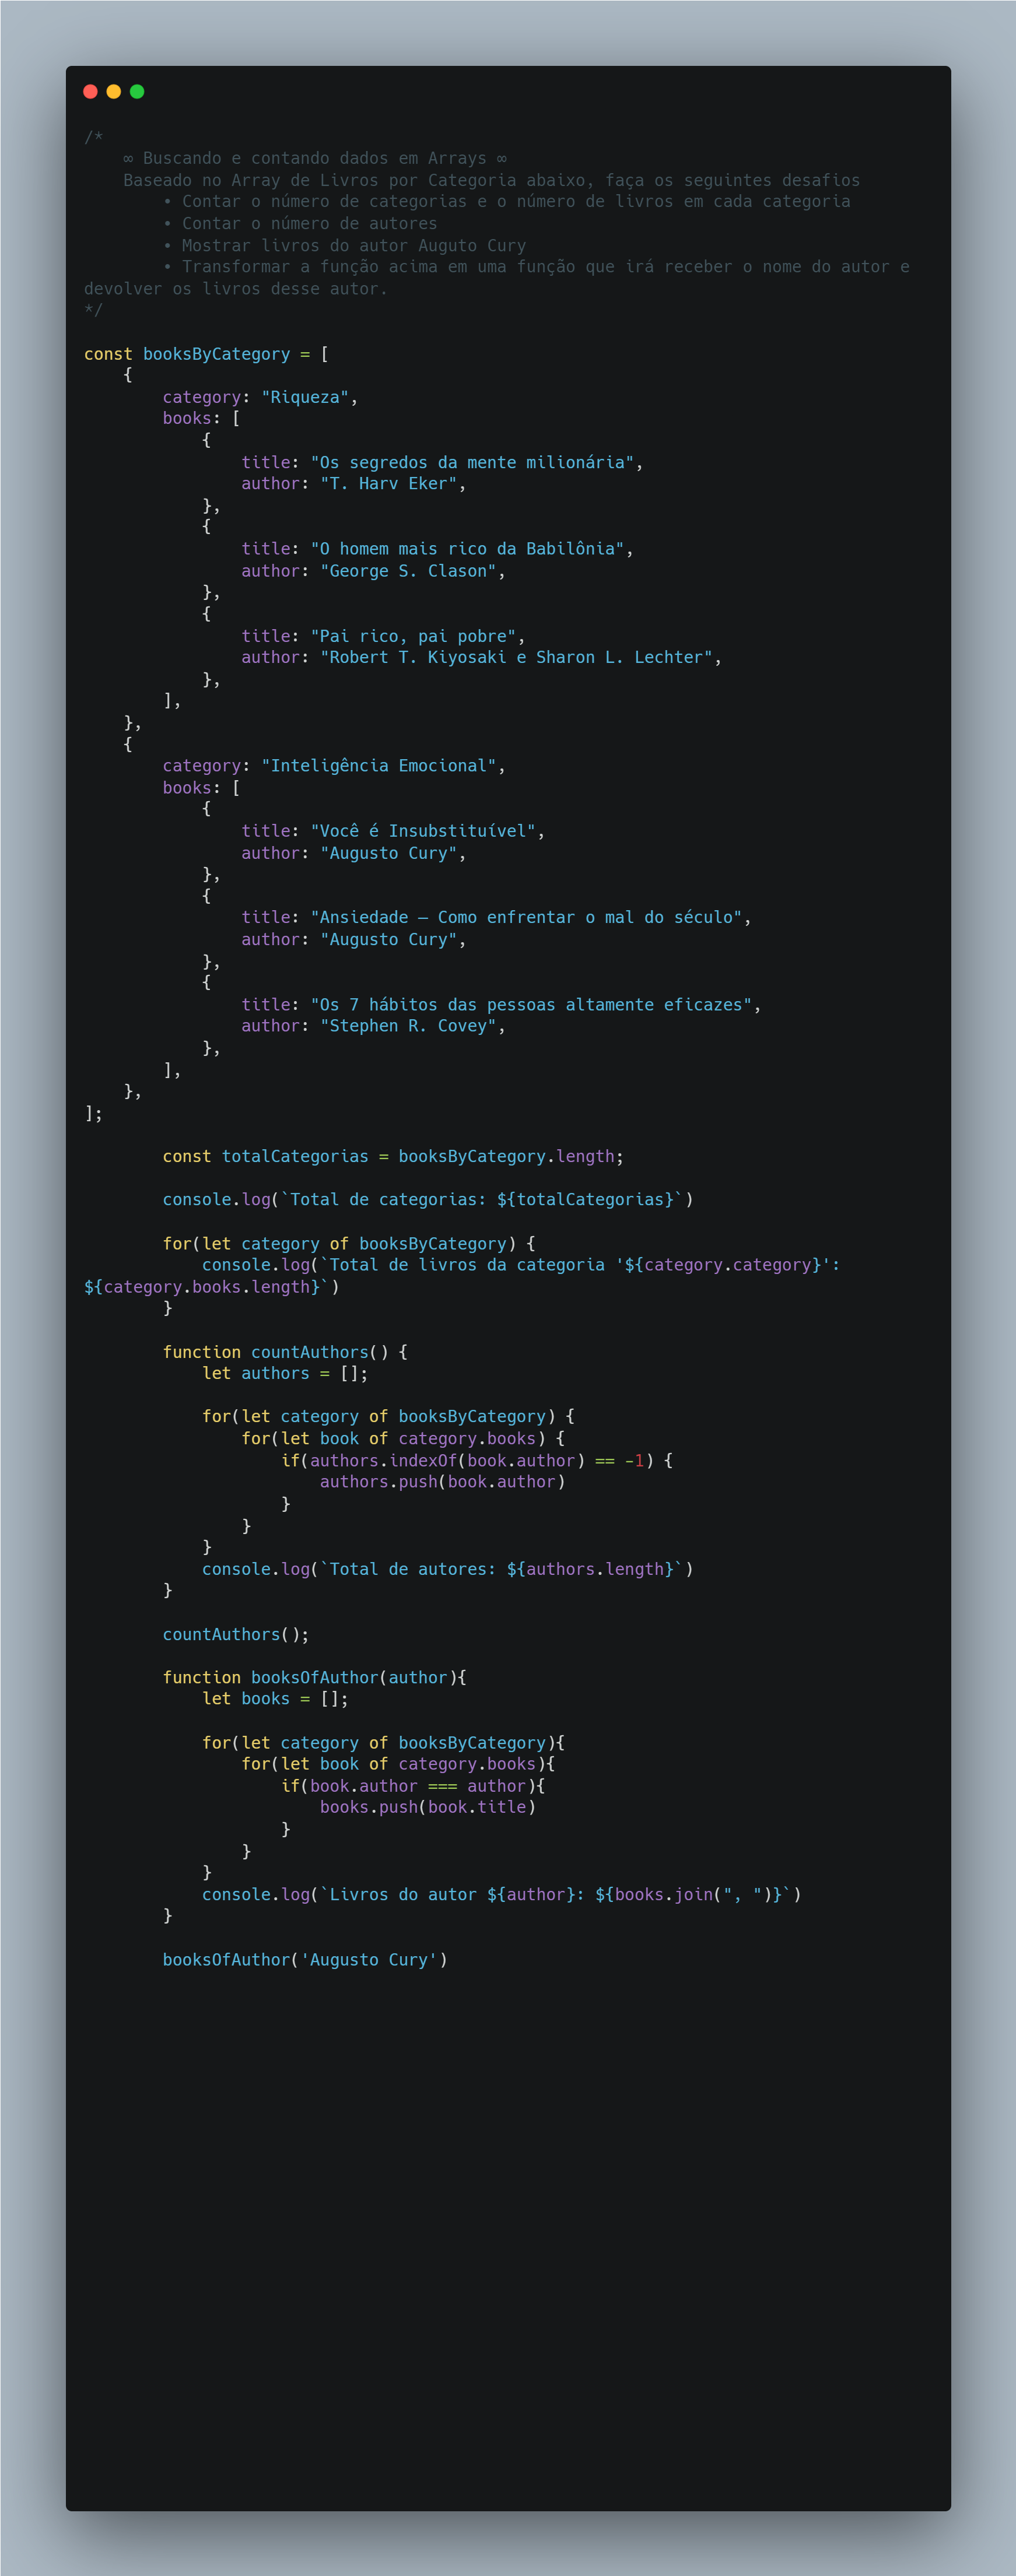 /*
    ∞ Buscando e contando dados em Arrays ∞
    Baseado no Array de Livros por Categoria abaixo, faça os seguintes desafios
        • Contar o número de categorias e o número de livros em cada categoria
        • Contar o número de autores
        • Mostrar livros do autor Auguto Cury
        • Transformar a função acima em uma função que irá receber o nome do autor e
devolver os livros desse autor.
*/

const booksByCategory = [
    {
        category: "Riqueza",
        books: [
            {
                title: "Os segredos da mente milionária",
                author: "T. Harv Eker",
            },
            {
                title: "O homem mais rico da Babilônia",
                author: "George S. Clason",
            },
            {
                title: "Pai rico, pai pobre",
                author: "Robert T. Kiyosaki e Sharon L. Lechter",
            },
        ],
    },
    {
        category: "Inteligência Emocional",
        books: [
            {
                title: "Você é Insubstituível",
                author: "Augusto Cury",
            },
            {
                title: "Ansiedade – Como enfrentar o mal do século",
                author: "Augusto Cury",
            },
            {
                title: "Os 7 hábitos das pessoas altamente eficazes",
                author: "Stephen R. Covey",
            },
        ],
    },
];

        const totalCategorias = booksByCategory.length;

        console.log(`Total de categorias: ${totalCategorias}`)

        for(let category of booksByCategory) {
            console.log(`Total de livros da categoria '${category.category}':
${category.books.length}`)
        }

        function countAuthors() {
            let authors = [];

            for(let category of booksByCategory) {
                for(let book of category.books) {
                    if(authors.indexOf(book.author) == -1) {
                        authors.push(book.author)
                    }
                }
            }
            console.log(`Total de autores: ${authors.length}`)
        }

        countAuthors();

        function booksOfAuthor(author){
            let books = [];

            for(let category of booksByCategory){
                for(let book of category.books){
                    if(book.author === author){
                        books.push(book.title)
                    }
                }
            }
            console.log(`Livros do autor ${author}: ${books.join(", ")}`)
        }

        booksOfAuthor('Augusto Cury')